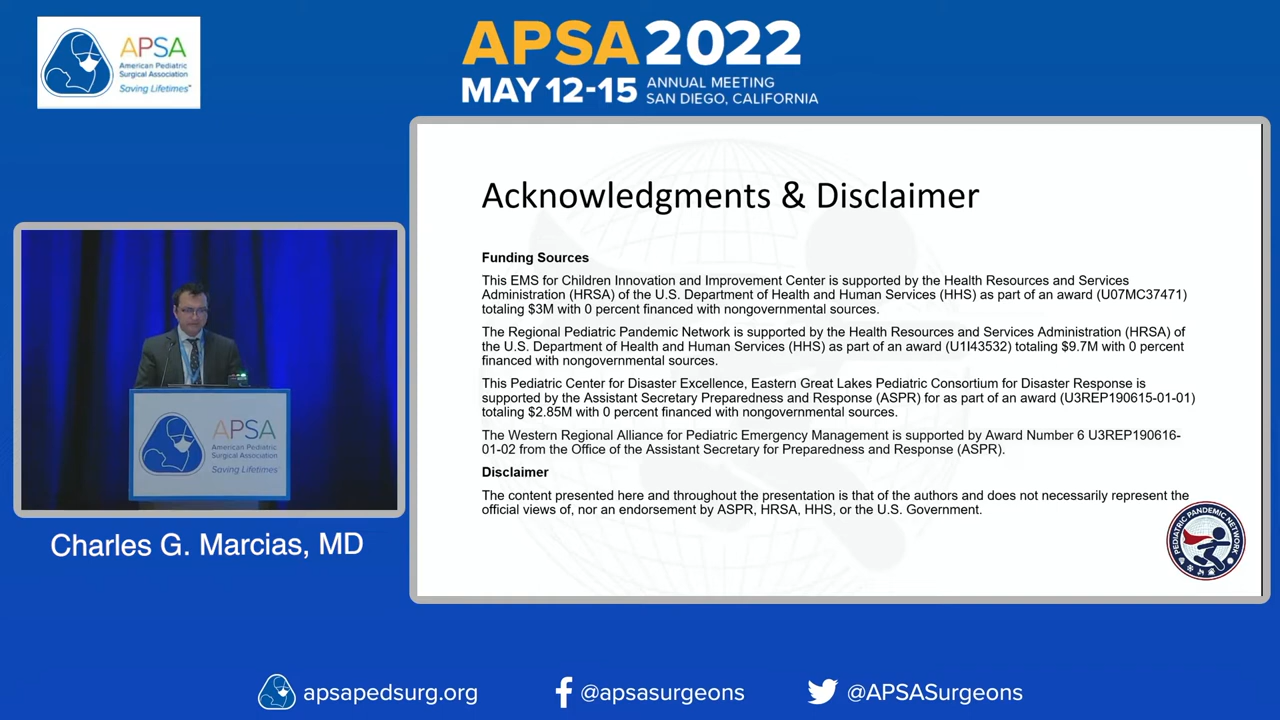 APSA
American Pediatric
Surgical Association
Saving Lifetimes™
APSA 2022
MAY 12-15
ANNUAL MEETING
SAN DIEGO, CALIFORNIA
Acknowledgments & Disclaimer
Funding Sources
This EMS for Children Innovation and Improvement Center is supported by the Health Resources and Services
Administration (HRSA) of the U.S. Department of Health and Human Services (HHS) as part of an award (U07MC37471)
totaling $3M with 0 percent financed with nongovernmental sources.
The Regional Pediatric Pandemic Network is supported by the Health Resources and Services Administration (HRSA) of
the U.S. Department of Health and Human Services (HHS) as part of an award (U1I43532) totaling $9.7M with 0 percent
financed with nongovernmental sources.
This Pediatric Center for Disaster Excellence, Eastern Great Lakes Pediatric Consortium for Disaster Response is
supported by the Assistant Secretary Preparedness and Response (ASPR) for as part of an award (U3REP190615-01-01)
totaling $2.85M with 0 percent financed with nongovernmental sources.
The Western Regional Alliance for Pediatric Emergency Management is supported by Award Number 6 U3REP190616-
01-02 from the Office of the Assistant Secretary for Preparedness and Response (ASPR).
Disclaimer
The content presented here and throughout the presentation is that of the authors and does not necessarily represent the
official views of, nor an endorsement by ASPR, HRSA, HHS, or the U.S. Government.
PEDIATRIC PANDEMIC NETWORK
APSA
American Pediatric
Surgical Association
Saving Lifetimes™
Charles G. Marcias, MD
apsapedsurg.org
@apsasurgeons
@APSASurgeons